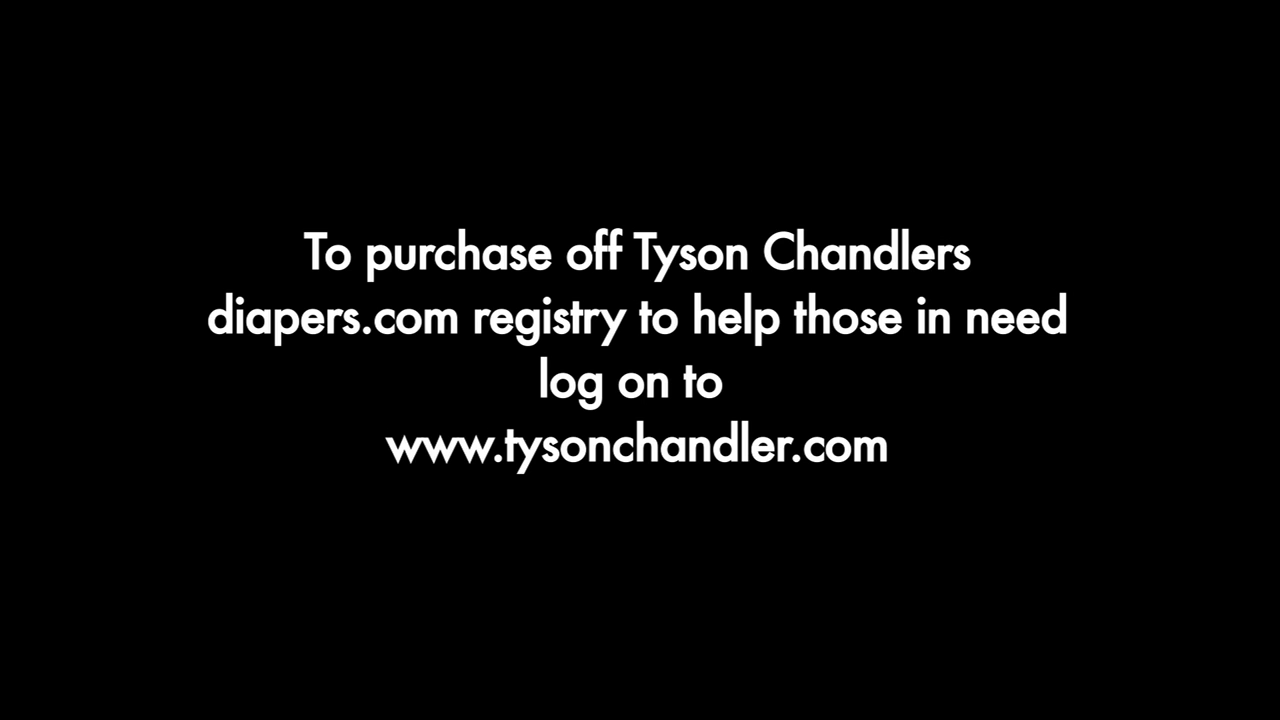 To purchase off Tyson Chandlers
diapers.com registry to help those in need
log on to
www.tysonchandler.com